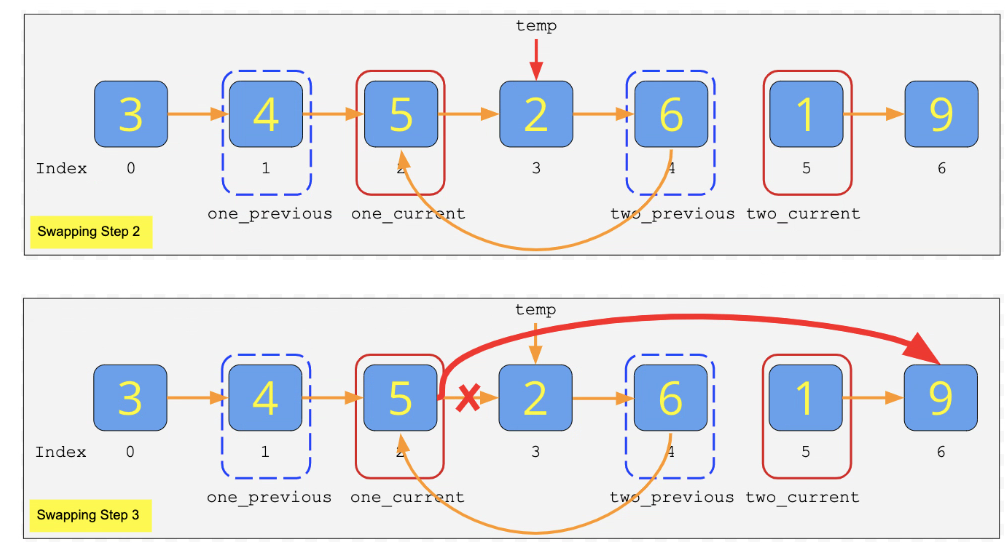 temp
3 4 5 2 6 1 9
Index 0 1 2 3 4 5 6
one_previous one_current two_previous two_current
Swapping Step 2
temp
3 4 5 2 6 1 9
Index 0 1 2 3 4 5 6
one_previous one_current two_previous two_current
Swapping Step 3